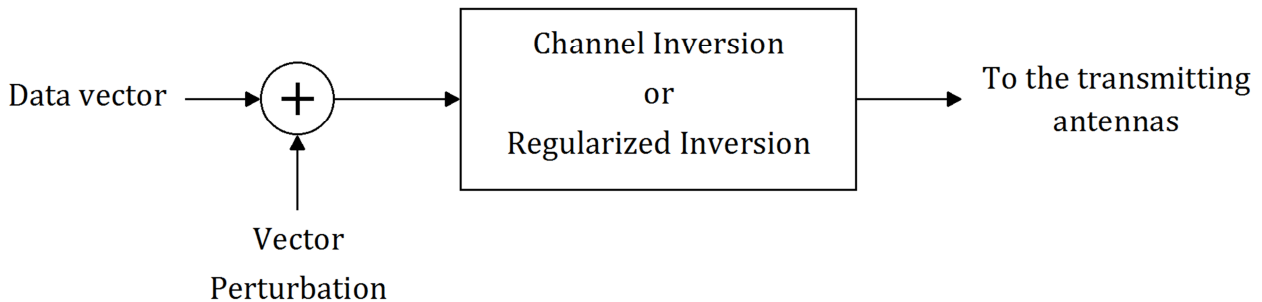 Data vector
+
Vector
Perturbation
Channel Inversion
or
Regularized Inversion
To the transmitting
antennas